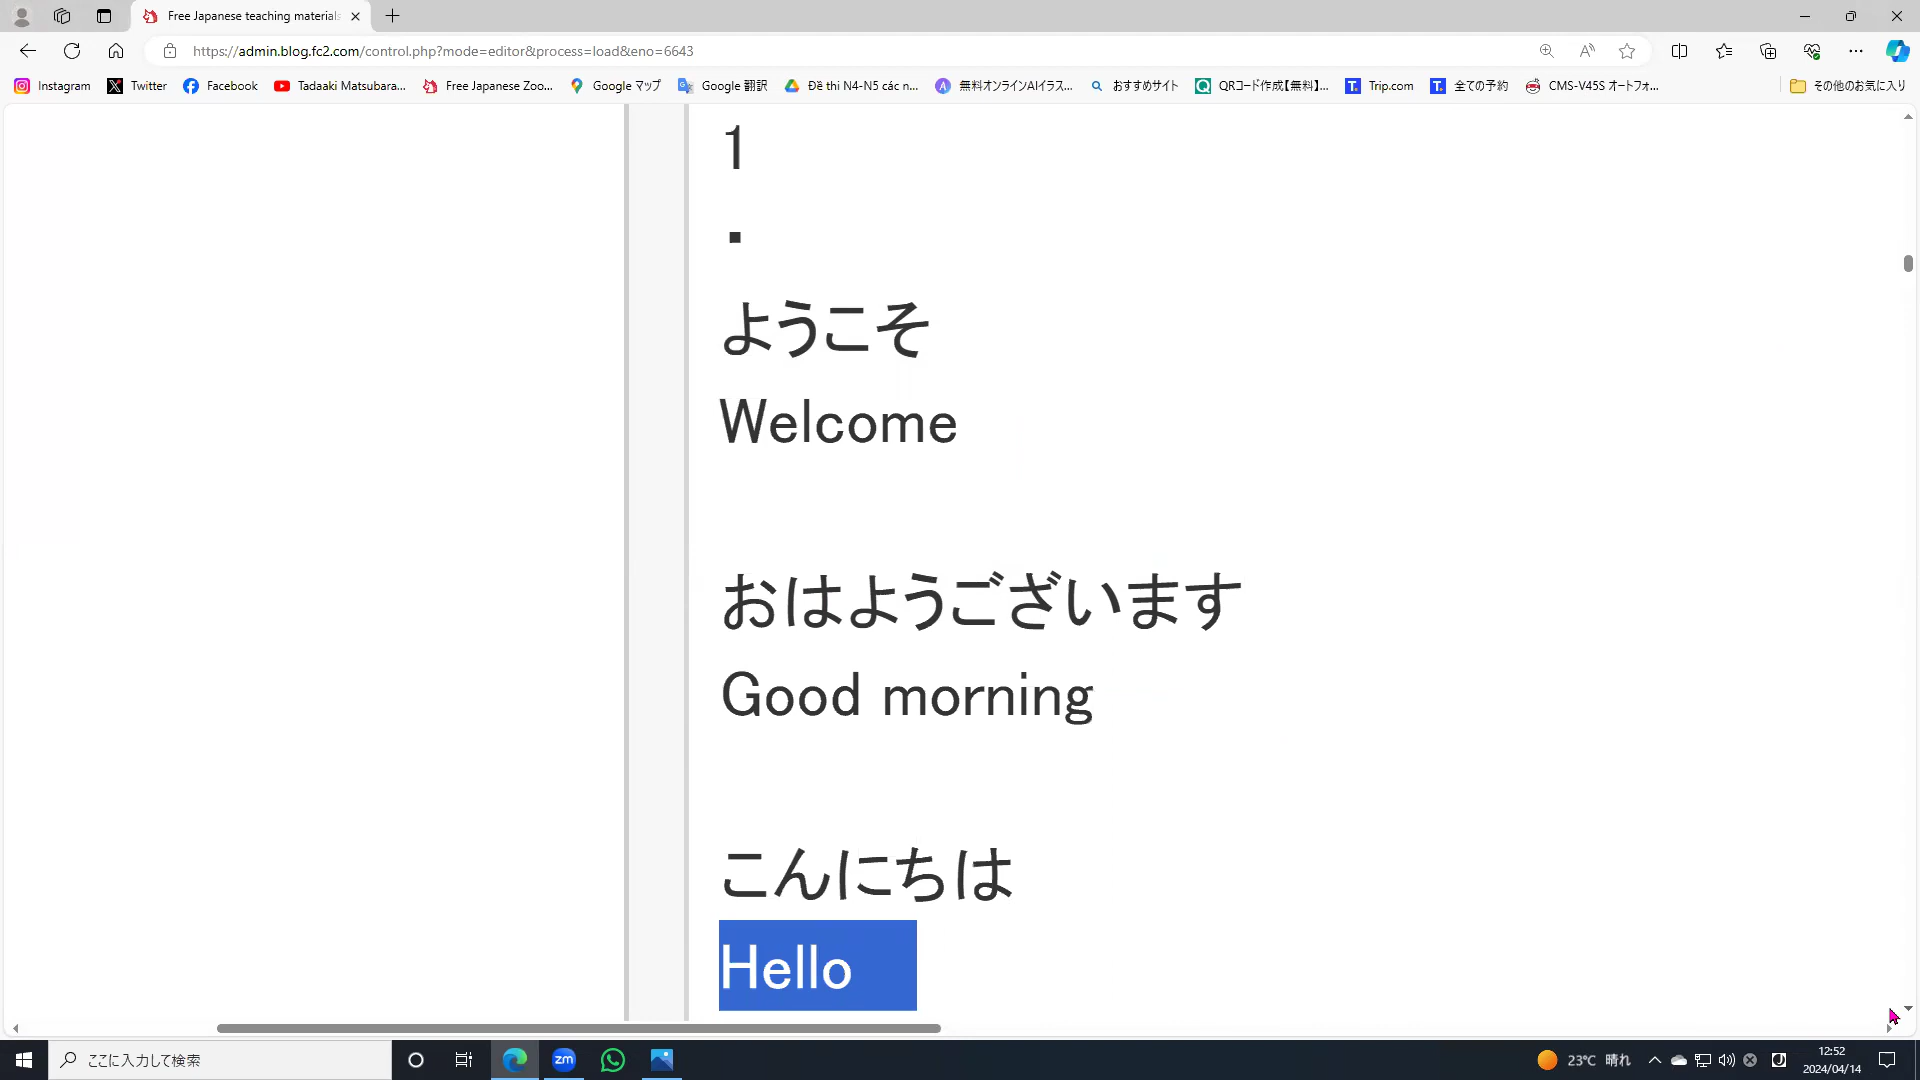 Free Japanese teaching materials
https://admin.blog.fc2.com/control.php?mode=editor&process=load&eno=6643
Instagram
Twitter
Facebook
Tadaaki Matsubara...
Free Japanese Zoo...
Google マップ
Google 翻訳
Đề thi N4-N5 các n...
無料オンラインAIイラス...
おすすめサイト
QRコード作成【無料】...
Trip.com
全ての予約
CMS-V45S オートフォ...
その他のお気に入り
1
.
ようこそ
Welcome
おはようございます
Good morning
こんにちは
Hello
ここに入力して検索
zm
23℃ 晴れ
12:52
2024/04/14